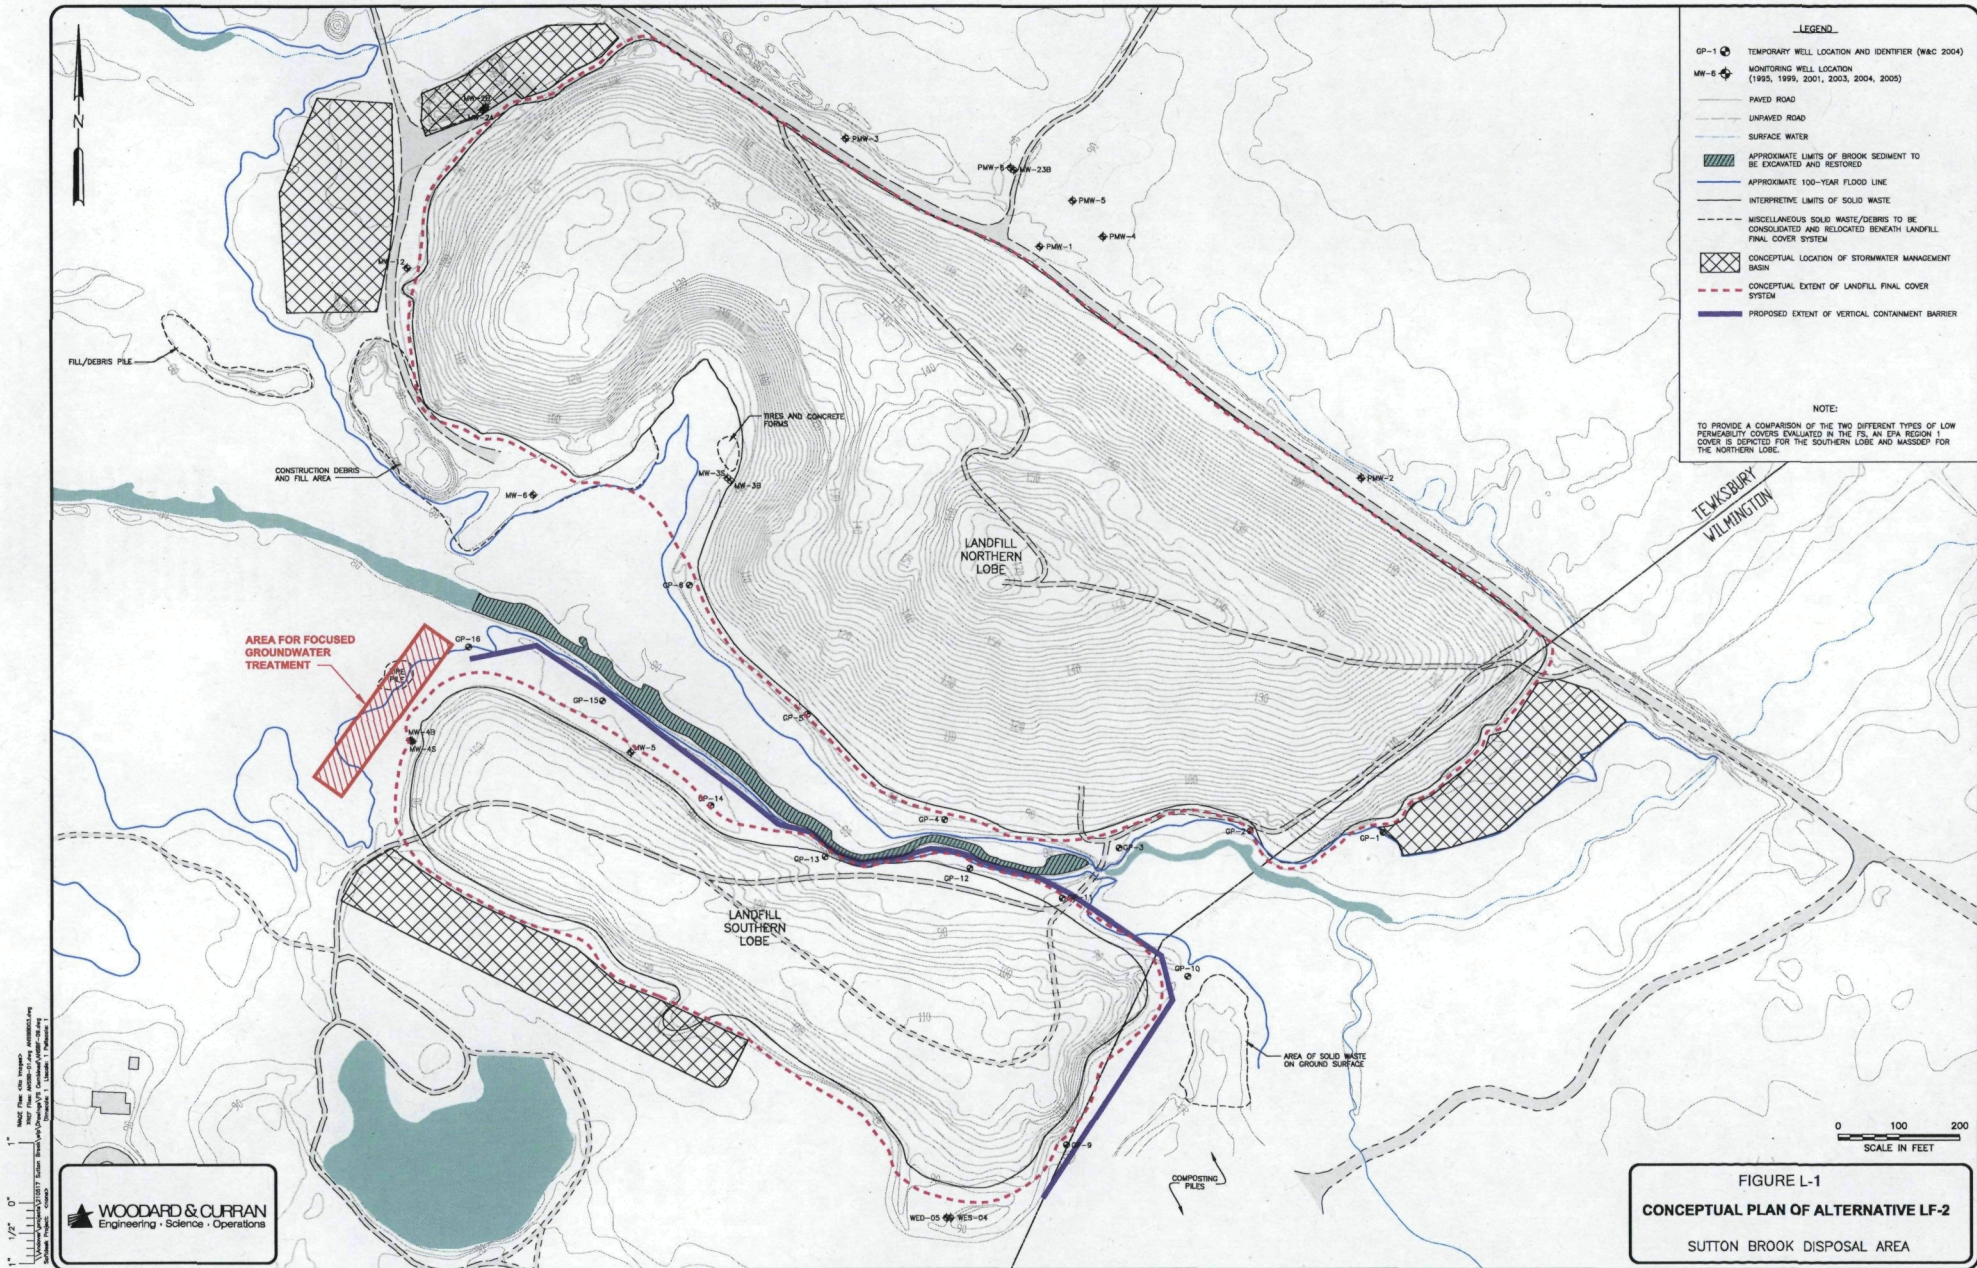 LEGEND
GP-1 TEMPORARY WELL LOCATION AND IDENTIFIER (W&C 2004)
MW-6 MONITORING WELL LOCATION
(1995, 1999, 2001, 2003, 2004, 2005)
PAVED ROAD
UNPAVED ROAD
SURFACE WATER
APPROXIMATE LIMITS OF BROOK SEDIMENT TO
BE EXCAVATED AND RESTORED
APPROXIMATE 100-YEAR FLOOD LINE
INTERPRETIVE LIMITS OF SOLID WASTE
MISCELLANEOUS SOLID WASTE/DEBRIS TO BE
CONSOLIDATED AND RELOCATED BENEATH LANDFILL
FINAL COVER SYSTEM
CONCEPTUAL LOCATION OF STORMWATER MANAGEMENT
BASIN
CONCEPTUAL EXTENT OF LANDFILL FINAL COVER
SYSTEM
PROPOSED EXTENT OF VERTICAL CONTAINMENT BARRIER
NOTE:
TO PROVIDE A COMPARISON OF THE TWO DIFFERENT TYPES OF LOW
PERMEABILITY COVERS EVALUATED IN THE FS, AN EPA REGION 1
COVER IS DEPICTED FOR THE SOUTHERN LOBE AND MASSDEP FOR
THE NORTHERN LOBE.
N
MW-2A
PMW-3
MW-23B
PMW-5
PMW-4
PMW-1
MW-12
FILL/DEBRIS PILE
TIRES AND CONCRETE
FORMS
CONSTRUCTION DEBRIS
AND FILL AREA
MW-3S
MW-3B
MW-6
PMW-2
TEWKSBURY
WILMINGTON
LANDFILL
NORTHERN
LOBE
GP-6
AREA FOR FOCUSED
GROUNDWATER
TREATMENT
GP-16
PILE
GP-15
GP-5
MW-4B
MW-4S
MW-5
GP-14
GP-4
GP-2
GP-1
GP-3
GP-13
GP-12
LANDFILL
SOUTHERN
LOBE
GP-10
110
AREA OF SOLID WASTE
ON GROUND SURFACE
COMPOSTING
PILES
WED-05
WES-04
0 100 200
SCALE IN FEET
WOODARD & CURRAN
Engineering · Science · Operations
FIGURE L-1
CONCEPTUAL PLAN OF ALTERNATIVE LF-2
SUTTON BROOK DISPOSAL AREA